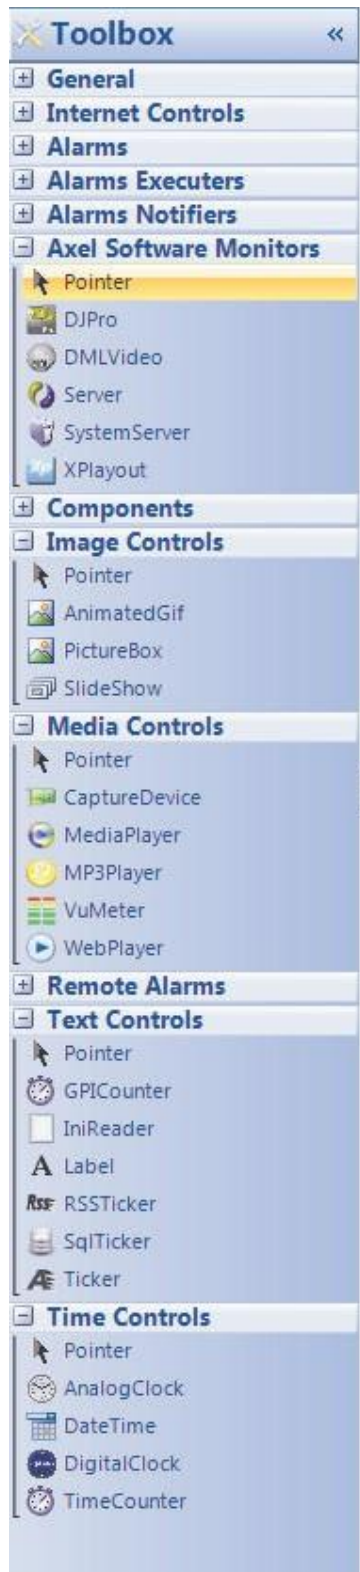 Toolbox «
General
Internet Controls
Alarms
Alarms Executers
Alarms Notifiers
Axel Software Monitors
Pointer
DJPro
DMLVideo
Server
SystemServer
XPlayout
Components
Image Controls
Pointer
AnimatedGif
PictureBox
SlideShow
Media Controls
Pointer
CaptureDevice
MediaPlayer
MP3Player
VuMeter
WebPlayer
Remote Alarms
Text Controls
Pointer
GPICounter
IniReader
A Label
Rss RSSTicker
SqlTicker
Ticker
Time Controls
Pointer
AnalogClock
DateTime
DigitalClock
TimeCounter